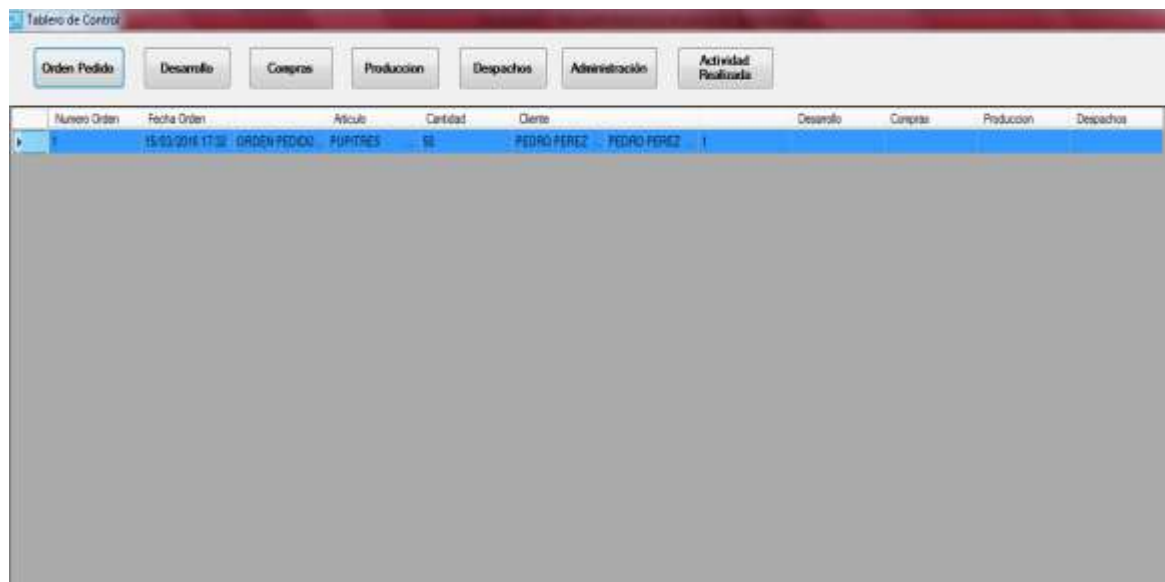 Tablero de Control
Orden Pedido Desarrollo Compras Produccion Despachos Administración Actividad
Realizada
Numero Orden Fecha Orden Articulo Cantidad Cliente Desarrollo Compras Produccion Despachos
1 15/03/2016 17:32 ORDEN PEDIDO... PUPITRES 50 PEDRO PEREZ ... PEDRO PEREZ ... 1